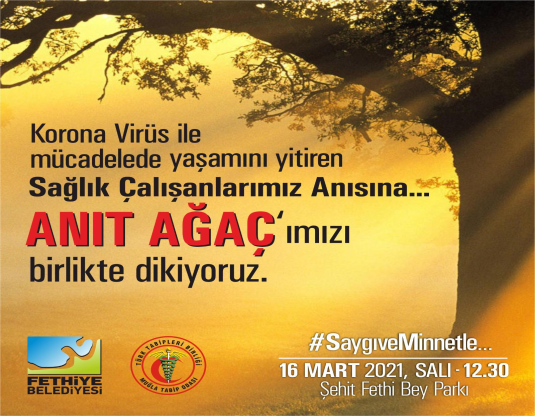 Korona Virüs ile
mücadelede yaşamını yitiren
Sağlık Çalışanlarımız Anısına...
ANIT AĞAÇ'ımızı
birlikte dikiyoruz.
FETHİYE
BELEDİYESİ
TÜRK TABİPLERİ BİRLİĞİ
MUĞLA TABİP ODASI
#SaygıveMinnetle...
16 MART 2021, SALI - 12.30
Şehit Fethi Bey Parkı